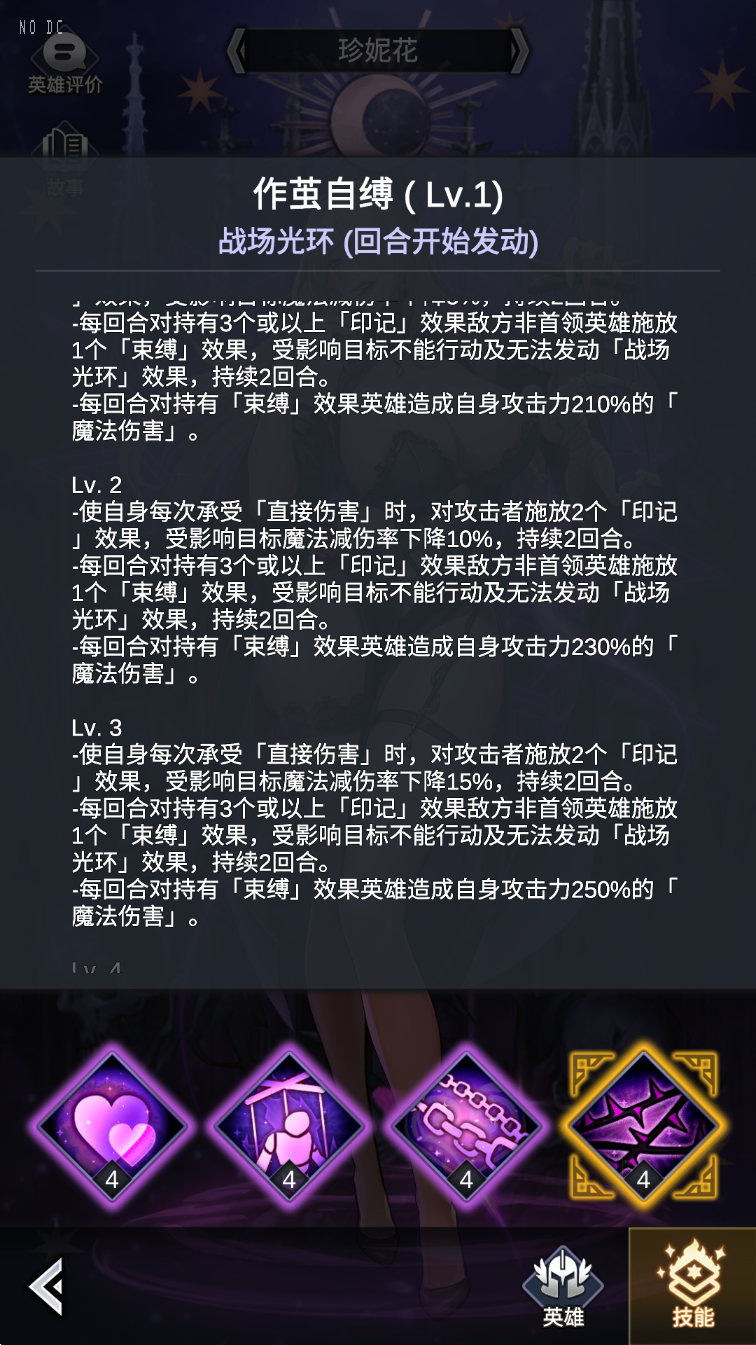 NO DC
珍妮花
英雄评价
故事
作茧自缚 ( Lv.1)
战场光环 (回合开始发动)
-每回合对持有3个或以上「印记」效果敌方非首领英雄施放
1个「束缚」效果，受影响目标不能行动及无法发动「战场
光环」效果，持续2回合。
-每回合对持有「束缚」效果英雄造成自身攻击力210%的「
魔法伤害」。
Lv. 2
-使自身每次承受「直接伤害」时，对攻击者施放2个「印记
」效果，受影响目标魔法减伤率下降10%，持续2回合。
-每回合对持有3个或以上「印记」效果敌方非首领英雄施放
1个「束缚」效果，受影响目标不能行动及无法发动「战场
光环」效果，持续2回合。
-每回合对持有「束缚」效果英雄造成自身攻击力230%的「
魔法伤害」。
Lv. 3
-使自身每次承受「直接伤害」时，对攻击者施放2个「印记
」效果，受影响目标魔法减伤率下降15%，持续2回合。
-每回合对持有3个或以上「印记」效果敌方非首领英雄施放
1个「束缚」效果，受影响目标不能行动及无法发动「战场
光环」效果，持续2回合。
-每回合对持有「束缚」效果英雄造成自身攻击力250%的「
魔法伤害」。
Lv. 4
4 4 4 4
英雄
技能